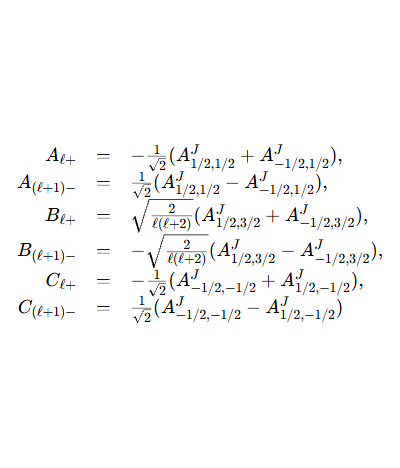 $A_{\ell+} = -\frac{1}{\sqrt{2}}(A^J_{1/2,1/2} + A^J_{-1/2,1/2}),$
$A_{(\ell+1)-} = \frac{1}{\sqrt{2}}(A^J_{1/2,1/2} - A^J_{-1/2,1/2}),$
$B_{\ell+} = \sqrt{\frac{2}{\ell(\ell+2)}}(A^J_{1/2,3/2} + A^J_{-1/2,3/2}),$
$B_{(\ell+1)-} = -\sqrt{\frac{2}{\ell(\ell+2)}}(A^J_{1/2,3/2} - A^J_{-1/2,3/2}),$
$C_{\ell+} = -\frac{1}{\sqrt{2}}(A^J_{-1/2,-1/2} + A^J_{1/2,-1/2}),$
$C_{(\ell+1)-} = \frac{1}{\sqrt{2}}(A^J_{-1/2,-1/2} - A^J_{1/2,-1/2})$